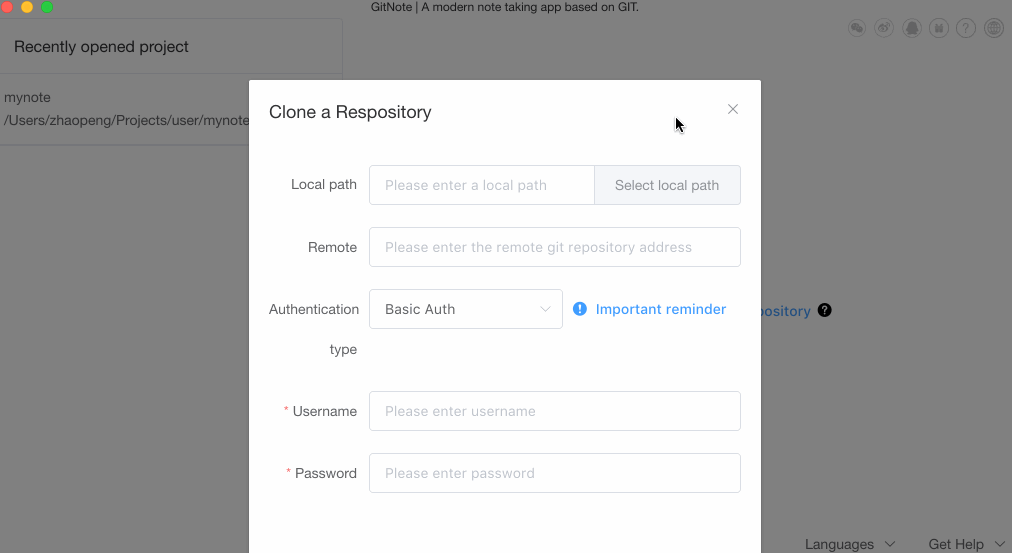 GitNote | A modern note taking app based on GIT.
Recently opened project
mynote
/Users/zhaopeng/Projects/user/mynote
Clone a Respository
Local path
Please enter a local path
Select local path
Remote
Please enter the remote git repository address
Authentication type
Basic Auth
! Important reminder
pository ?
* Username
Please enter username
* Password
Please enter password
Languages
Get Help